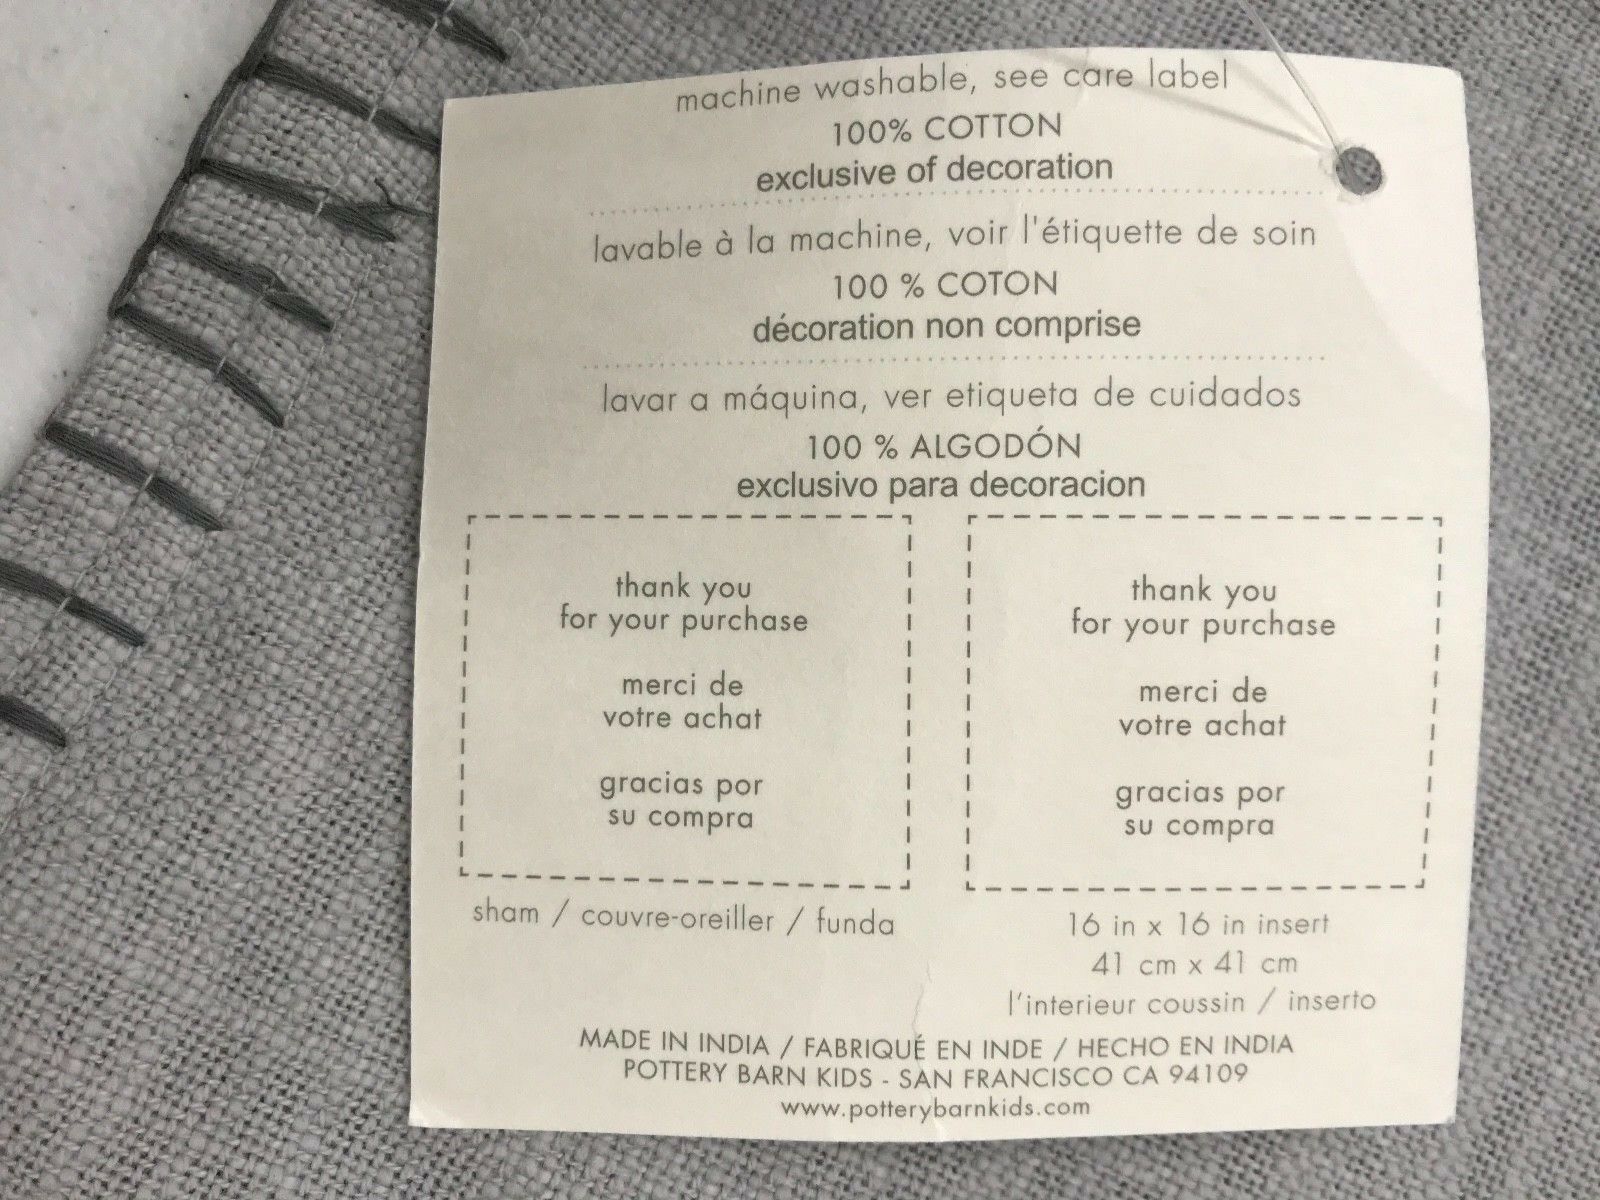 machine washable, see care label
100% COTTON
exclusive of decoration
lavable à la machine, voir l'étiquette de soin
100 % COTON
décoration non comprise
lavar a máquina, ver etiqueta de cuidados
100 % ALGODÓN
exclusivo para decoracion
thank you
for your purchase
merci de
votre achat
gracias por
su compra
thank you
for your purchase
merci de
votre achat
gracias por
su compra
sham / couvre-oreiller / funda
16 in x 16 in insert
41 cm x 41 cm
l'interieur coussin / inserto
MADE IN INDIA / FABRIQUÉ EN INDE / HECHO EN INDIA
POTTERY BARN KIDS - SAN FRANCISCO CA 94109
www.potterybarnkids.com